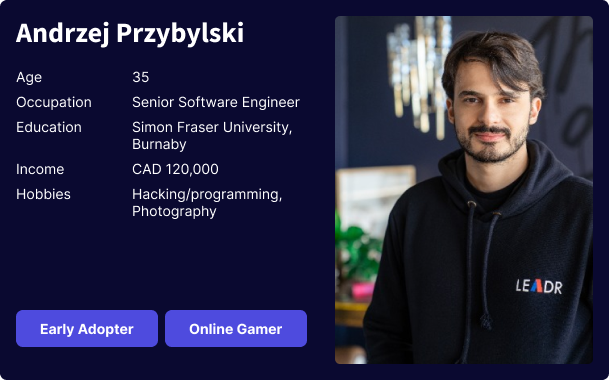 Andrzej Przybylski
Age 35
Occupation Senior Software Engineer
Education Simon Fraser University,
Burnaby
Income CAD 120,000
Hobbies Hacking/programming,
Photography
Early Adopter Online Gamer
LEADR